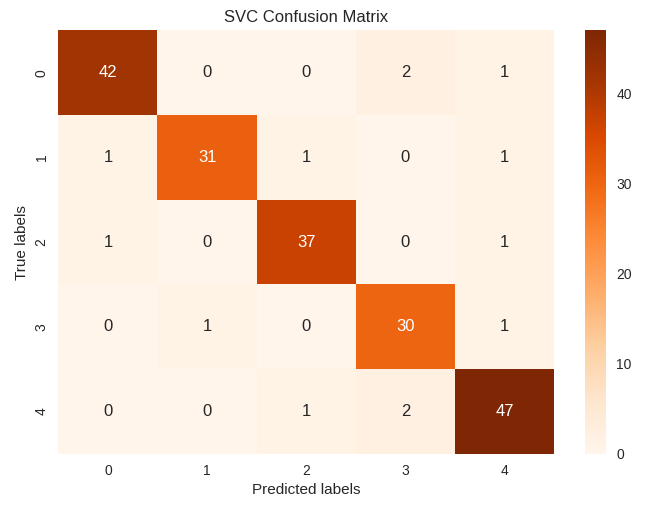 SVC Confusion Matrix
True labels
0 42 0 0 2 1
1 1 31 1 0 1
2 1 0 37 0 1
3 0 1 0 30 1
4 0 0 1 2 47
0 1 2 3 4
Predicted labels
40
30
20
10
0